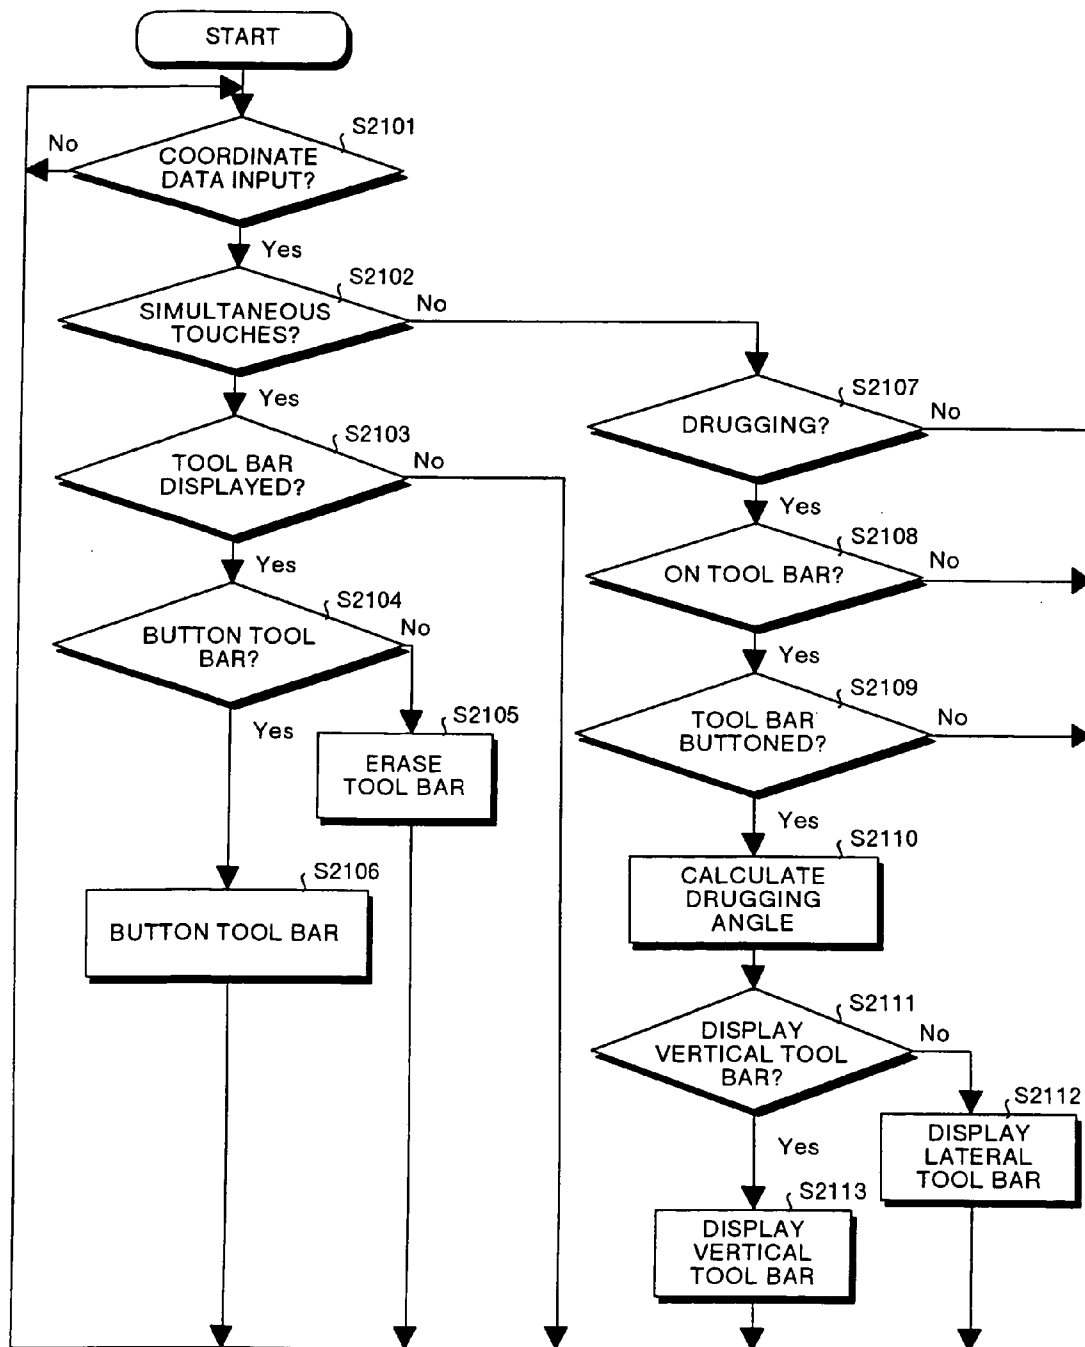 START
S2101
No
COORDINATE
DATA INPUT?
Yes
S2102
No
SIMULTANEOUS
TOUCHES?
Yes
S2107
No
DRUGGING?
S2103
No
TOOL BAR
DISPLAYED?
Yes
S2108
No
ON TOOL BAR?
Yes
S2104
No
BUTTON TOOL
BAR?
Yes
Yes
S2109
No
TOOL BAR
BUTTONED?
S2105
ERASE
TOOL BAR
Yes
S2110
CALCULATE
DRUGGING
ANGLE
S2106
BUTTON TOOL BAR
S2111
No
DISPLAY
VERTICAL TOOL
BAR?
Yes
S2112
DISPLAY
LATERAL
TOOL BAR
S2113
DISPLAY
VERTICAL
TOOL BAR